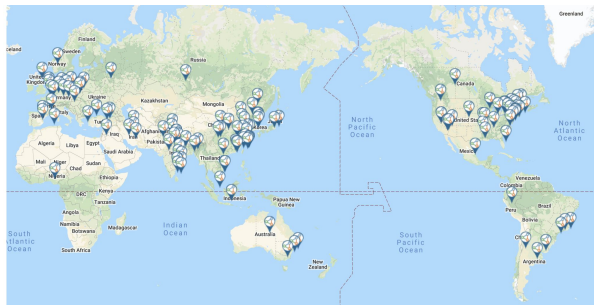 Greenland
Finland
Sweden
Norway
Russia
Canada
United
Kingdom
Ukraine
Kazakhstan
Mongolia
North
Pacific
Ocean
United States
North
Atlantic
Ocean
Spain
Italy
Iraq
Afghanistan
Pakistan
Algeria
Libya
Egypt
Saudi Arabia
Thailand
Mexico
Mali
Niger
Chad
Sudan
Nigeria
Ethiopia
Venezuela
Colombia
DRC
Kenya
Tanzania
Indonesia
Papua New
Guinea
Peru
Brazil
Angola
Namibia
Botswana
Madagascar
Bolivia
South
Atlantic
Ocean
Indian
Ocean
Australia
South
Pacific
Ocean
South Africa
New
Zealand
Argentina